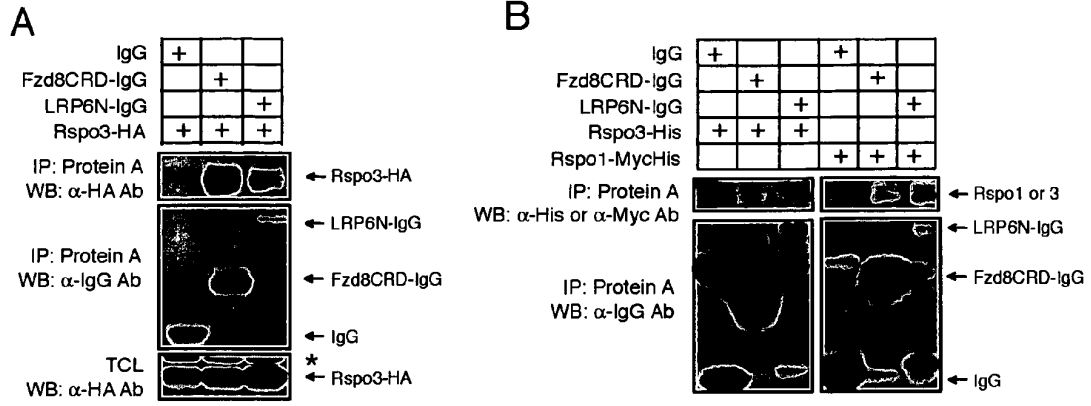 A
IgG +
Fzd8CRD-IgG +
LRP6N-IgG +
Rspo3-HA + + +
IP: Protein A
WB: α-HA Ab
← Rspo3-HA
← LRP6N-IgG
IP: Protein A
WB: α-IgG Ab
← Fzd8CRD-IgG
← IgG
TCL
WB: α-HA Ab
*
← Rspo3-HA
B
IgG + +
Fzd8CRD-IgG + +
LRP6N-IgG + +
Rspo3-His + + +
Rspo1-MycHis + + +
IP: Protein A
WB: α-His or α-Myc Ab
← Rspo1 or 3
← LRP6N-IgG
← Fzd8CRD-IgG
IP: Protein A
WB: α-IgG Ab
← IgG